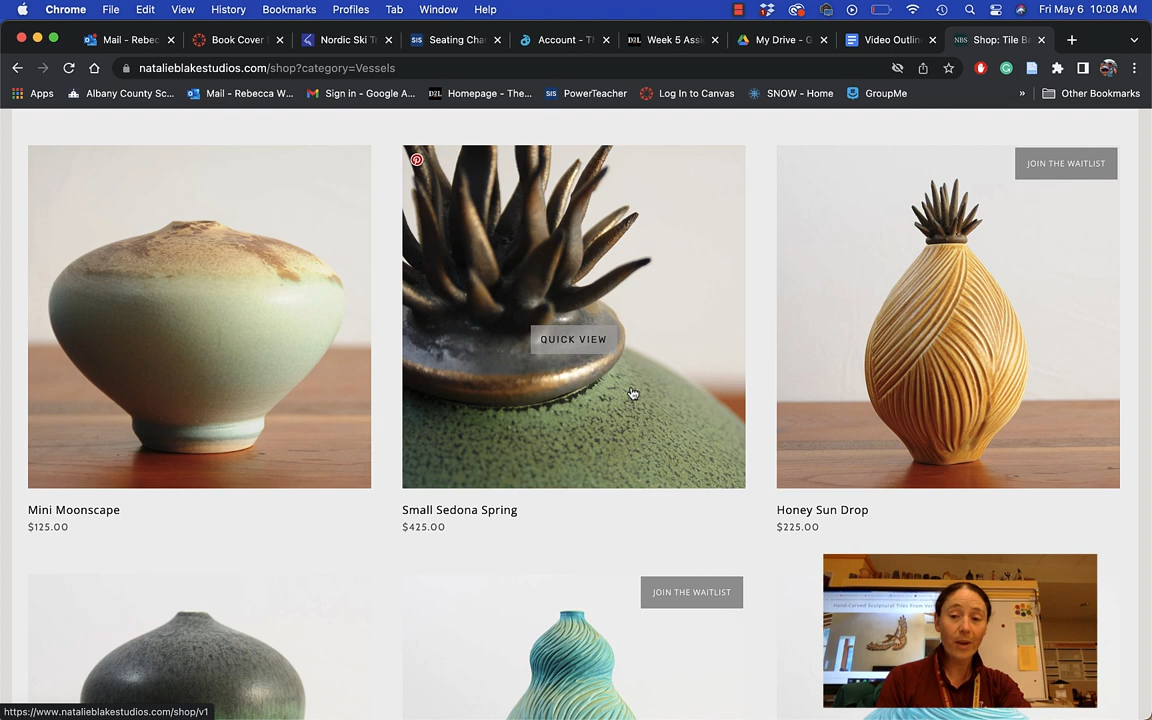 Chrome File Edit View History Bookmarks Profiles Tab Window Help Fri May 6 10:08 AM
Mail - Rebec Book Cover Nordic Ski T Seating Cha Account - T Week 5 Assi My Drive - G Video Outlin Shop: Tile Ba
natalieblakestudios.com/shop?category=Vessels
Apps Albany County Sc... Mail - Rebecca W... Sign in - Google A... Homepage - The... PowerTeacher Log In to Canvas SNOW - Home GroupMe » Other Bookmarks
JOIN THE WAITLIST
QUICK VIEW
Mini Moonscape
$125.00
Small Sedona Spring
$425.00
Honey Sun Drop
$225.00
JOIN THE WAITLIST
https://www.natalieblakestudios.com/shop/v1